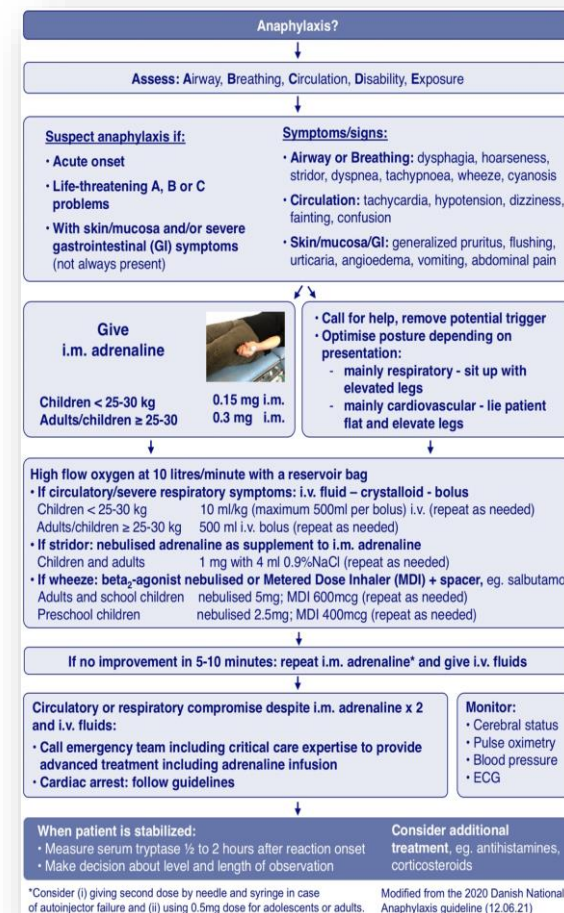 Anaphylaxis?
Assess: Airway, Breathing, Circulation, Disability, Exposure
Suspect anaphylaxis if:
• Acute onset
• Life-threatening A, B or C
problems
• With skin/mucosa and/or severe
gastrointestinal (GI) symptoms
(not always present)
Symptoms/signs:
• Airway or Breathing: dysphagia, hoarseness,
stridor, dyspnea, tachypnoea, wheeze, cyanosis
• Circulation: tachycardia, hypotension, dizziness,
fainting, confusion
• Skin/mucosa/GI: generalized pruritus, flushing,
urticaria, angioedema, vomiting, abdominal pain
Give
i.m. adrenaline
Children < 25-30 kg 0.15 mg i.m.
Adults/children ≥ 25-30 0.3 mg i.m.
• Call for help, remove potential trigger
• Optimise posture depending on
presentation:
- mainly respiratory - sit up with
elevated legs
- mainly cardiovascular - lie patient
flat and elevate legs
High flow oxygen at 10 litres/minute with a reservoir bag
• If circulatory/severe respiratory symptoms: i.v. fluid – crystalloid - bolus
Children < 25-30 kg 10 ml/kg (maximum 500ml per bolus) i.v. (repeat as needed)
Adults/children ≥ 25-30 kg 500 ml i.v. bolus (repeat as needed)
• If stridor: nebulised adrenaline as supplement to i.m. adrenaline
Children and adults 1 mg with 4 ml 0.9%NaCl (repeat as needed)
• If wheeze: beta₂-agonist nebulised or Metered Dose Inhaler (MDI) + spacer, eg. salbutamo
Adults and school children nebulised 5mg; MDI 600mcg (repeat as needed)
Preschool children nebulised 2.5mg; MDI 400mcg (repeat as needed)
If no improvement in 5-10 minutes: repeat i.m. adrenaline* and give i.v. fluids
Circulatory or respiratory compromise despite i.m. adrenaline x 2
and i.v. fluids:
• Call emergency team including critical care expertise to provide
advanced treatment including adrenaline infusion
• Cardiac arrest: follow guidelines
Monitor:
• Cerebral status
• Pulse oximetry
• Blood pressure
• ECG
When patient is stabilized:
• Measure serum tryptase ½ to 2 hours after reaction onset
• Make decision about level and length of observation
Consider additional
treatment, eg. antihistamines,
corticosteroids
*Consider (i) giving second dose by needle and syringe in case
of autoinjector failure and (ii) using 0.5mg dose for adolescents or adults.
Modified from the 2020 Danish National
Anaphylaxis guideline (12.06.21)